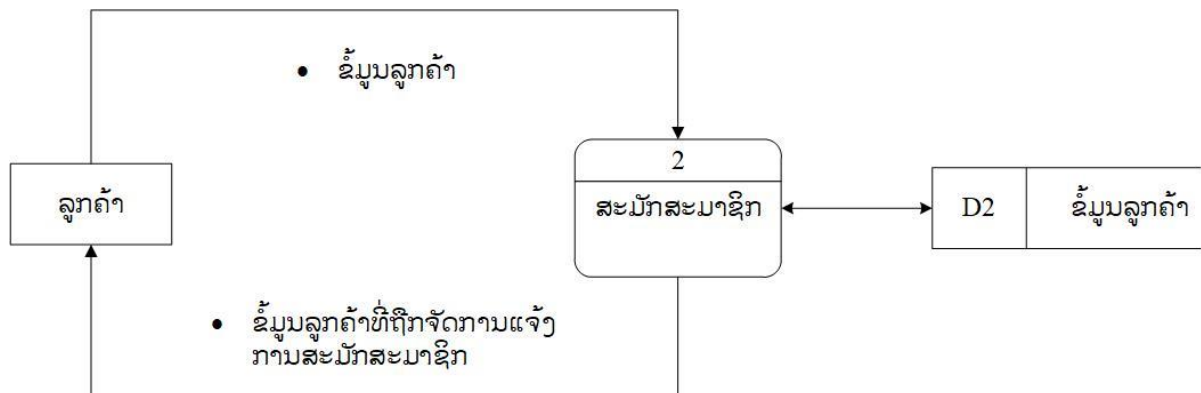 • ຂໍ້ມູນລູກຄ້າ
2
ລູກຄ້າ
ສະມັກສະມາຊິກ
D2
ຂໍ້ມູນລູກຄ້າ
• ຂໍ້ມູນລູກຄ້າທີ່ຖືກຈັດການແຈ້ງ
ການສະມັກສະມາຊິກ